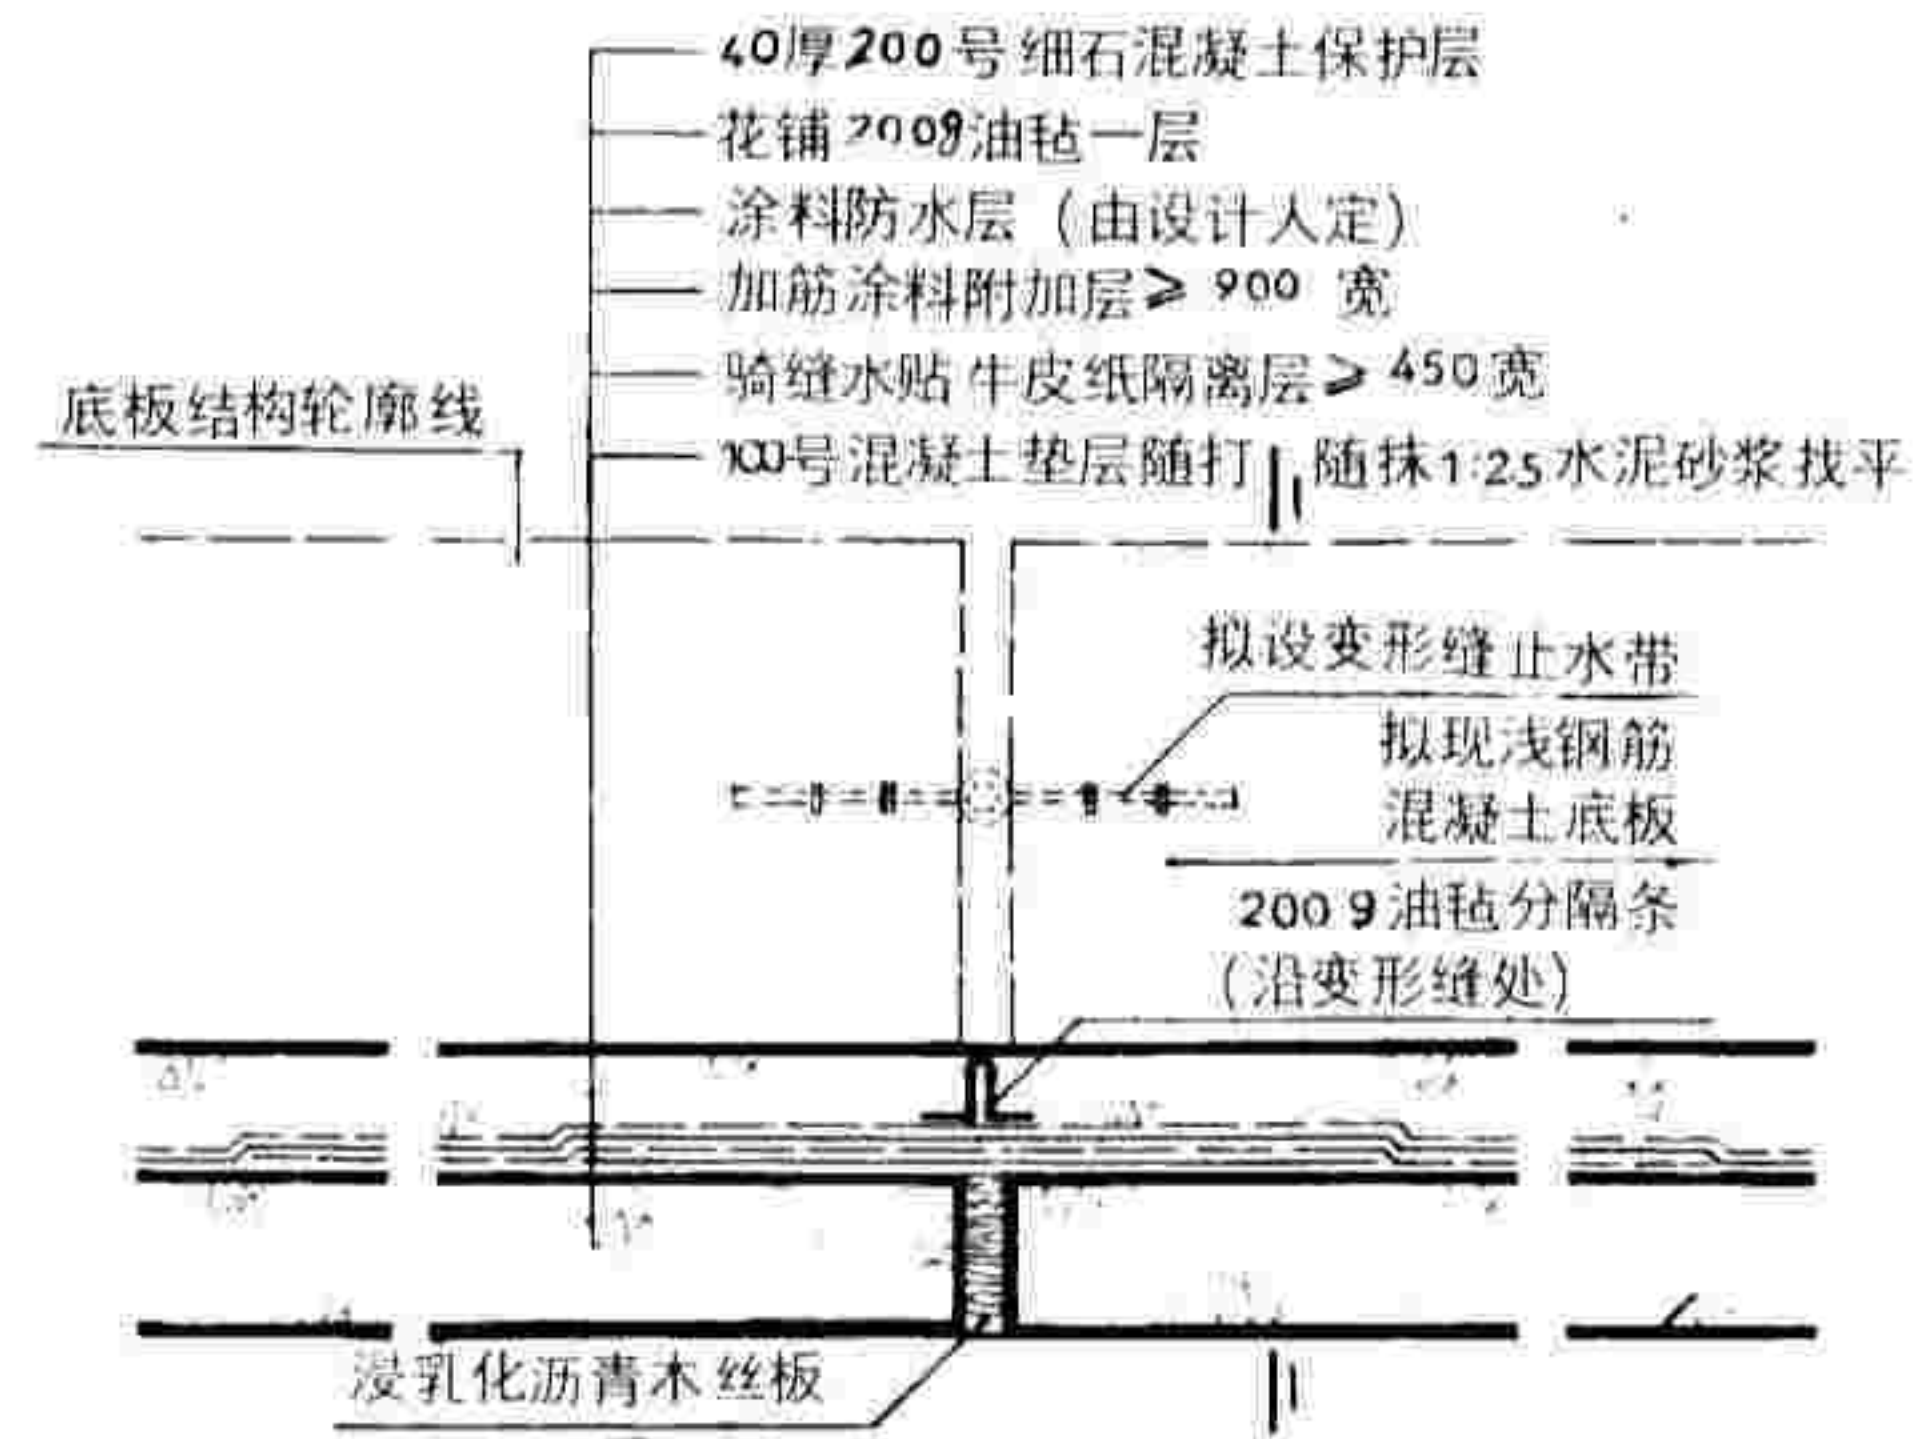 40厚200号细石混凝土保护层
花铺200g油毡一层
涂料防水层（由设计人定）
加筋涂料附加层≥900宽
骑缝水贴牛皮纸隔离层≥450宽
底板结构轮廓线
100号混凝土垫层随打随抹1:2.5水泥砂浆找平
拟设变形缝止水带
拟现浅钢筋
混凝土底板
200g油毡分隔条
（沿变形缝处）
浸乳化沥青木丝板